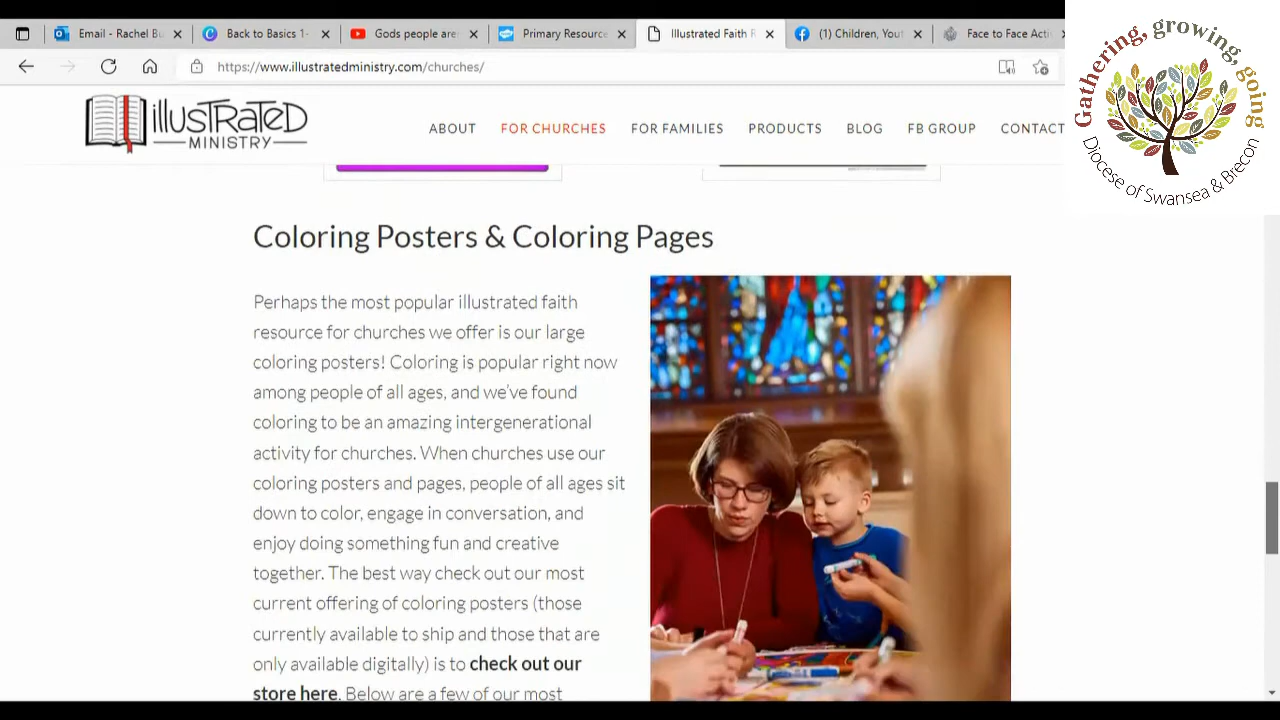 Email - Rachel Bu
Back to Basics 1-
Gods people are
Primary Resource
Illustrated Faith R
(1) Children, Yout
Face to Face Acti
https://www.illustratedministry.com/churches/
illustrated
MINISTRY
ABOUT
FOR CHURCHES
FOR FAMILIES
PRODUCTS
BLOG
FB GROUP
CONTACT
Gathering, growing, going
Diocese of Swansea & Brecon
Coloring Posters & Coloring Pages
Perhaps the most popular illustrated faith
resource for churches we offer is our large
coloring posters! Coloring is popular right now
among people of all ages, and we've found
coloring to be an amazing intergenerational
activity for churches. When churches use our
coloring posters and pages, people of all ages sit
down to color, engage in conversation, and
enjoy doing something fun and creative
together. The best way check out our most
current offering of coloring posters (those
currently available to ship and those that are
only available digitally) is to check out our
store here. Below are a few of our most